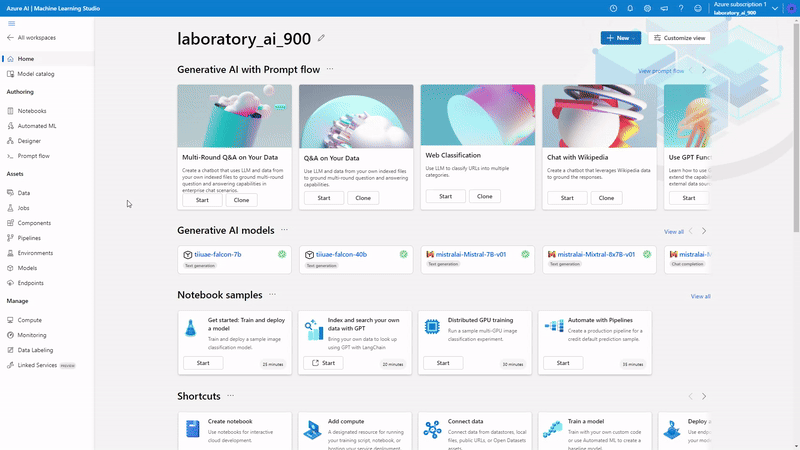 Azure AI | Machine Learning Studio
Azure subscription 1
laboratory_ai_900
All workspaces
Home
Model catalog
Authoring
Notebooks
Automated ML
Designer
Prompt flow
Assets
Data
Jobs
Components
Pipelines
Environments
Models
Endpoints
Manage
Compute
Monitoring
Data Labeling
Linked Services
laboratory_ai_900
New
Customize view
Generative AI with Prompt flow ···
View prompt flow
Multi-Round Q&A on Your Data
Create a chatbot that uses LLM and data
from your own indexed files to ground multi-round
question and answering capabilities in
enterprise chat scenarios.
Start
Clone
Q&A on Your Data
Use LLM and data from your own indexed
files to ground question and answering
capabilities.
Start
Clone
Web Classification
Use LLM to classify URLs into multiple
categories.
Start
Clone
Chat with Wikipedia
Create a chatbot that leverages Wikipedia data
to ground the responses.
Start
Clone
Use GPT Func
Learn how to use
extend the capabi
external data sour
Start
Generative AI models ···
View all
tiiuae-falcon-7b
Text generation
tiiuae-falcon-40b
Text generation
mistralai-Mistral-7B-v01
Text generation
mistralai-Mixtral-8x7B-v01
Text generation
Chat completion
Notebook samples ···
View all
Get started: Train and deploy
a model
Train and deploy a sample image
classification model.
Start
25 minutes
Index and search your own
data with GPT
Bring your own data to look up
using GPT with LangChain
Start
20 minutes
Distributed GPU training
Run a sample multi-GPU image
classification experiment.
Start
30 minutes
Automate with Pipelines
Create a production pipeline for a
credit default prediction sample.
Start
35 minutes
Shortcuts ···
Create notebook
Use notebooks for interactive
cloud development.
Add compute
A designated resource for running
your training script, notebook, or
Connect data
Connect data from datastores, local
files, public URLs, or Open Datasets
Train a model
Train with your own custom code
or use Automated ML to create a
Deploy
Use endp